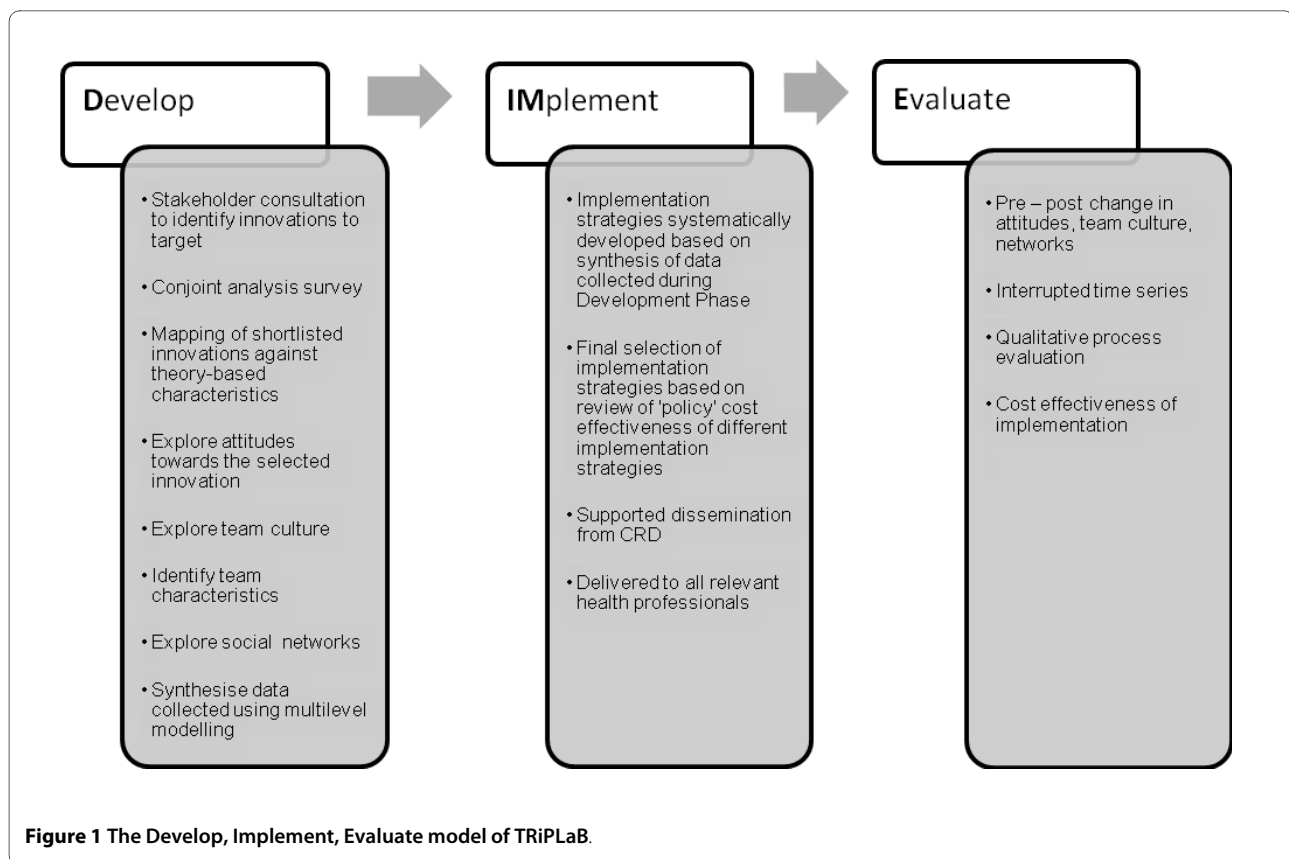 Develop
• Stakeholder consultation
to identify innovations to
target
• Conjoint analysis survey
• Mapping of shortlisted
innovations against
theory-based
characteristics
• Explore attitudes
towards the selected
innovation
• Explore team culture
• Identify team
characteristics
• Explore social networks
• Synthesise data
collected using multilevel
modelling
IMplement
• Implementation
strategies systematically
developed based on
synthesis of data
collected during
Development Phase
• Final selection of
implementation
strategies based on
review of 'policy' cost
effectiveness of different
implementation
strategies
• Supported dissemination
from CRD
• Delivered to all relevant
health professionals
Evaluate
• Pre – post change in
attitudes, team culture,
networks
• Interrupted time series
• Qualitative process
evaluation
• Cost effectiveness of
implementation
Figure 1 The Develop, Implement, Evaluate model of TRiPLaB.